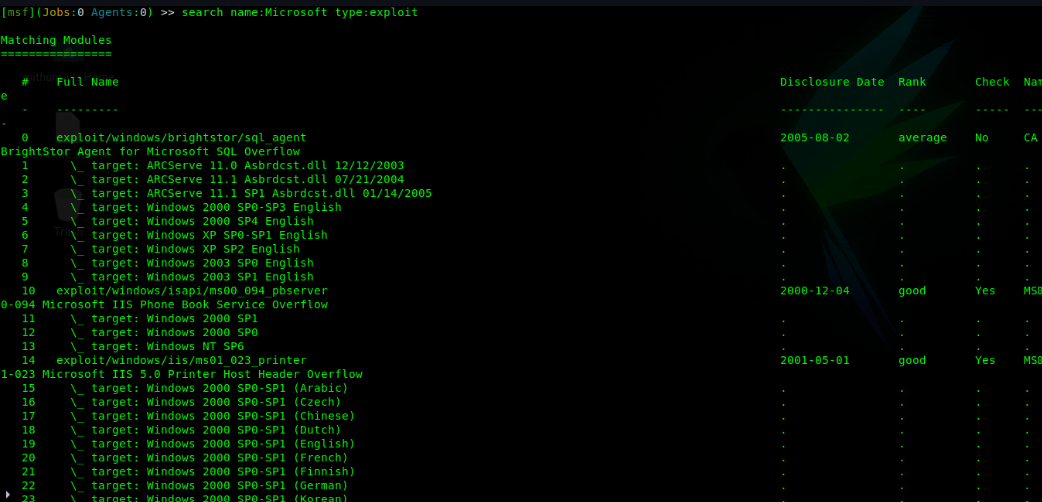 [msf](Jobs:0 Agents:0) >> search name:Microsoft type:exploit
Matching Modules
================
# Full Name Disclosure Date Rank Check Nam
e
- --------- --------------- ---- ----- ---
-
0 exploit/windows/brightstor/sql_agent 2005-08-02 average No CA
BrightStor Agent for Microsoft SQL Overflow
1 \_ target: ARCServe 11.0 Asbrdcst.dll 12/12/2003 . . . .
2 \_ target: ARCServe 11.1 Asbrdcst.dll 07/21/2004 . . . .
3 \_ target: ARCServe 11.1 SP1 Asbrdcst.dll 01/14/2005 . . . .
4 \_ target: Windows 2000 SP0-SP3 English . . . .
5 \_ target: Windows 2000 SP4 English . . . .
6 \_ target: Windows XP SP0-SP1 English . . . .
7 \_ target: Windows XP SP2 English . . . .
8 \_ target: Windows 2003 SP0 English . . . .
9 \_ target: Windows 2003 SP1 English . . . .
10 exploit/windows/isapi/ms00_094_pbserver 2000-12-04 good Yes MS0
0-094 Microsoft IIS Phone Book Service Overflow
11 \_ target: Windows 2000 SP1 . . . .
12 \_ target: Windows 2000 SP0 . . . .
13 \_ target: Windows NT SP6 . . . .
14 exploit/windows/iis/ms01_023_printer 2001-05-01 good Yes MS0
1-023 Microsoft IIS 5.0 Printer Host Header Overflow
15 \_ target: Windows 2000 SP0-SP1 (Arabic) . . . .
16 \_ target: Windows 2000 SP0-SP1 (Czech) . . . .
17 \_ target: Windows 2000 SP0-SP1 (Chinese) . . . .
18 \_ target: Windows 2000 SP0-SP1 (Dutch) . . . .
19 \_ target: Windows 2000 SP0-SP1 (English) . . . .
20 \_ target: Windows 2000 SP0-SP1 (French) . . . .
21 \_ target: Windows 2000 SP0-SP1 (Finnish) . . . .
22 \_ target: Windows 2000 SP0-SP1 (German) . . . .
23 \_ target: Windows 2000 SP0-SP1 (Korean) . . . .